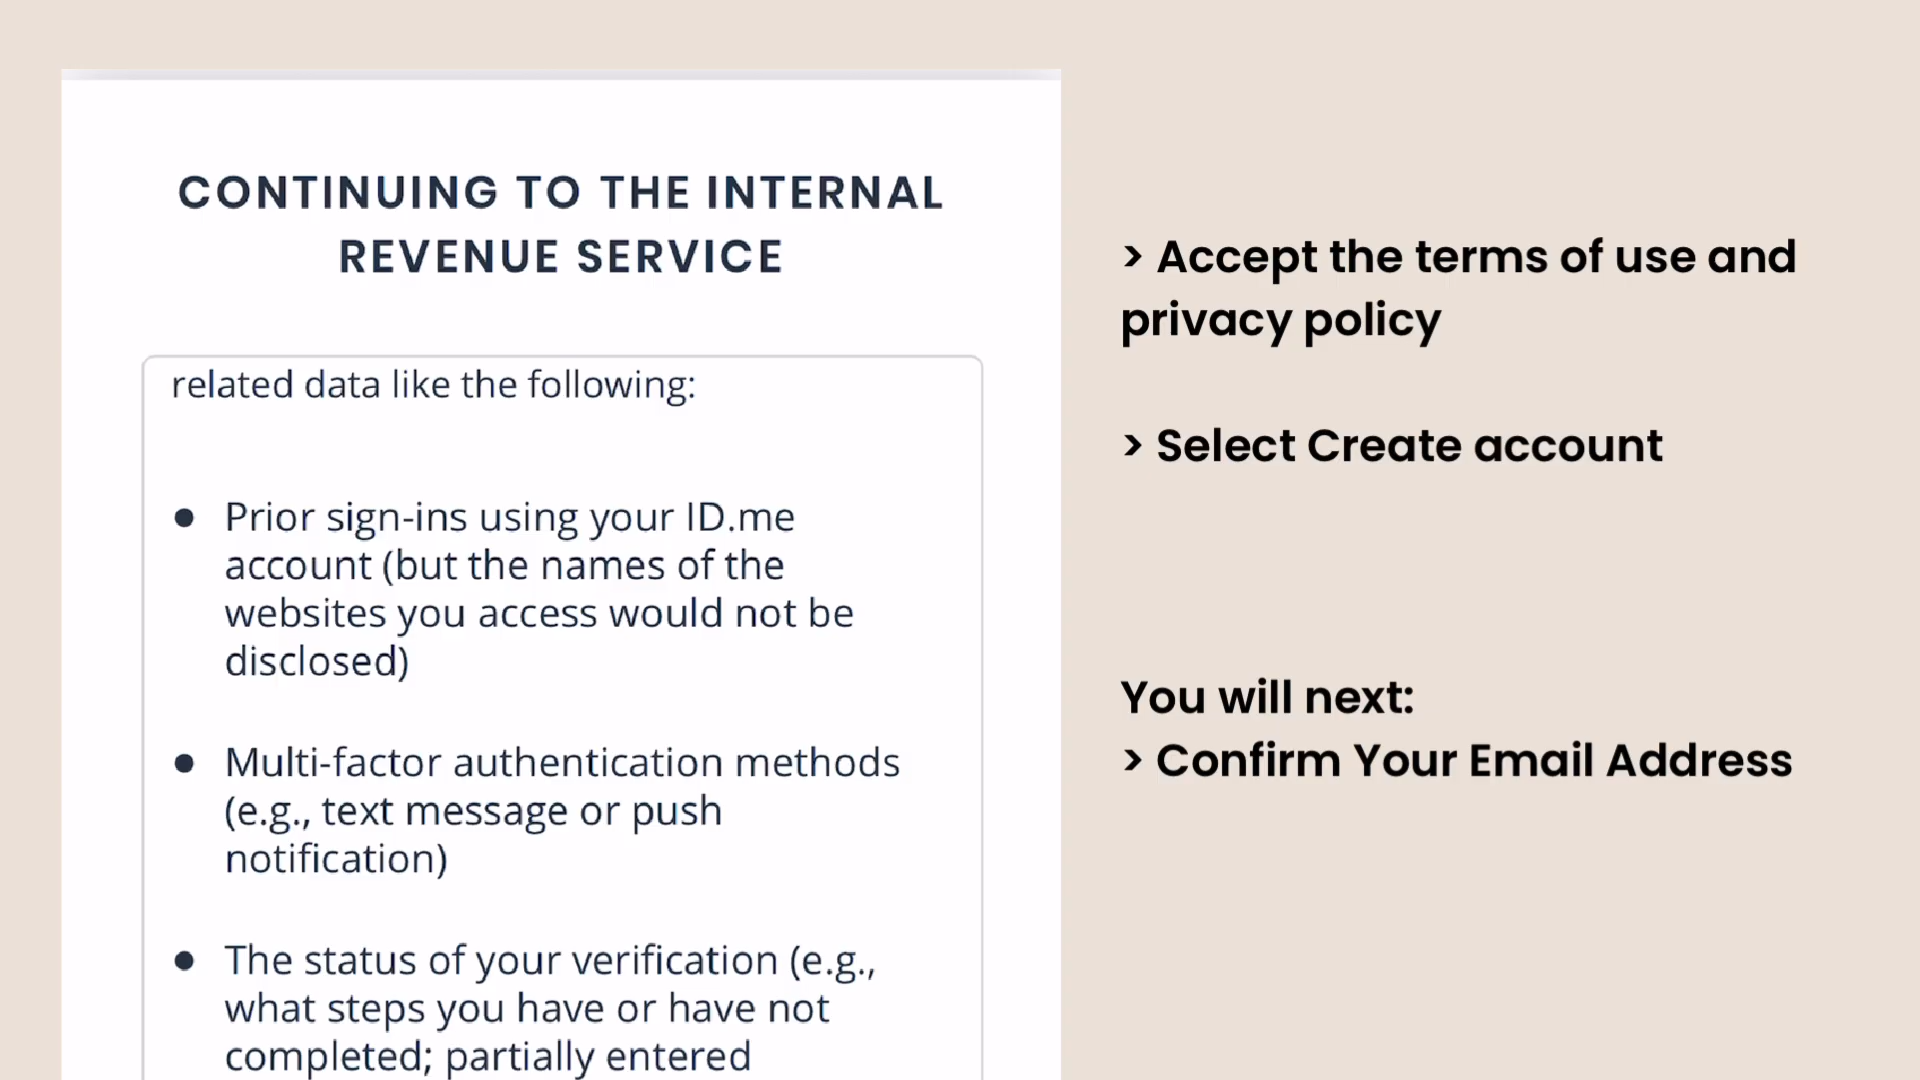 CONTINUING TO THE INTERNAL
REVENUE SERVICE
related data like the following:
● Prior sign-ins using your ID.me
account (but the names of the
websites you access would not be
disclosed)
● Multi-factor authentication methods
(e.g., text message or push
notification)
● The status of your verification (e.g.,
what steps you have or have not
completed; partially entered
> Accept the terms of use and
privacy policy
> Select Create account
You will next:
> Confirm Your Email Address